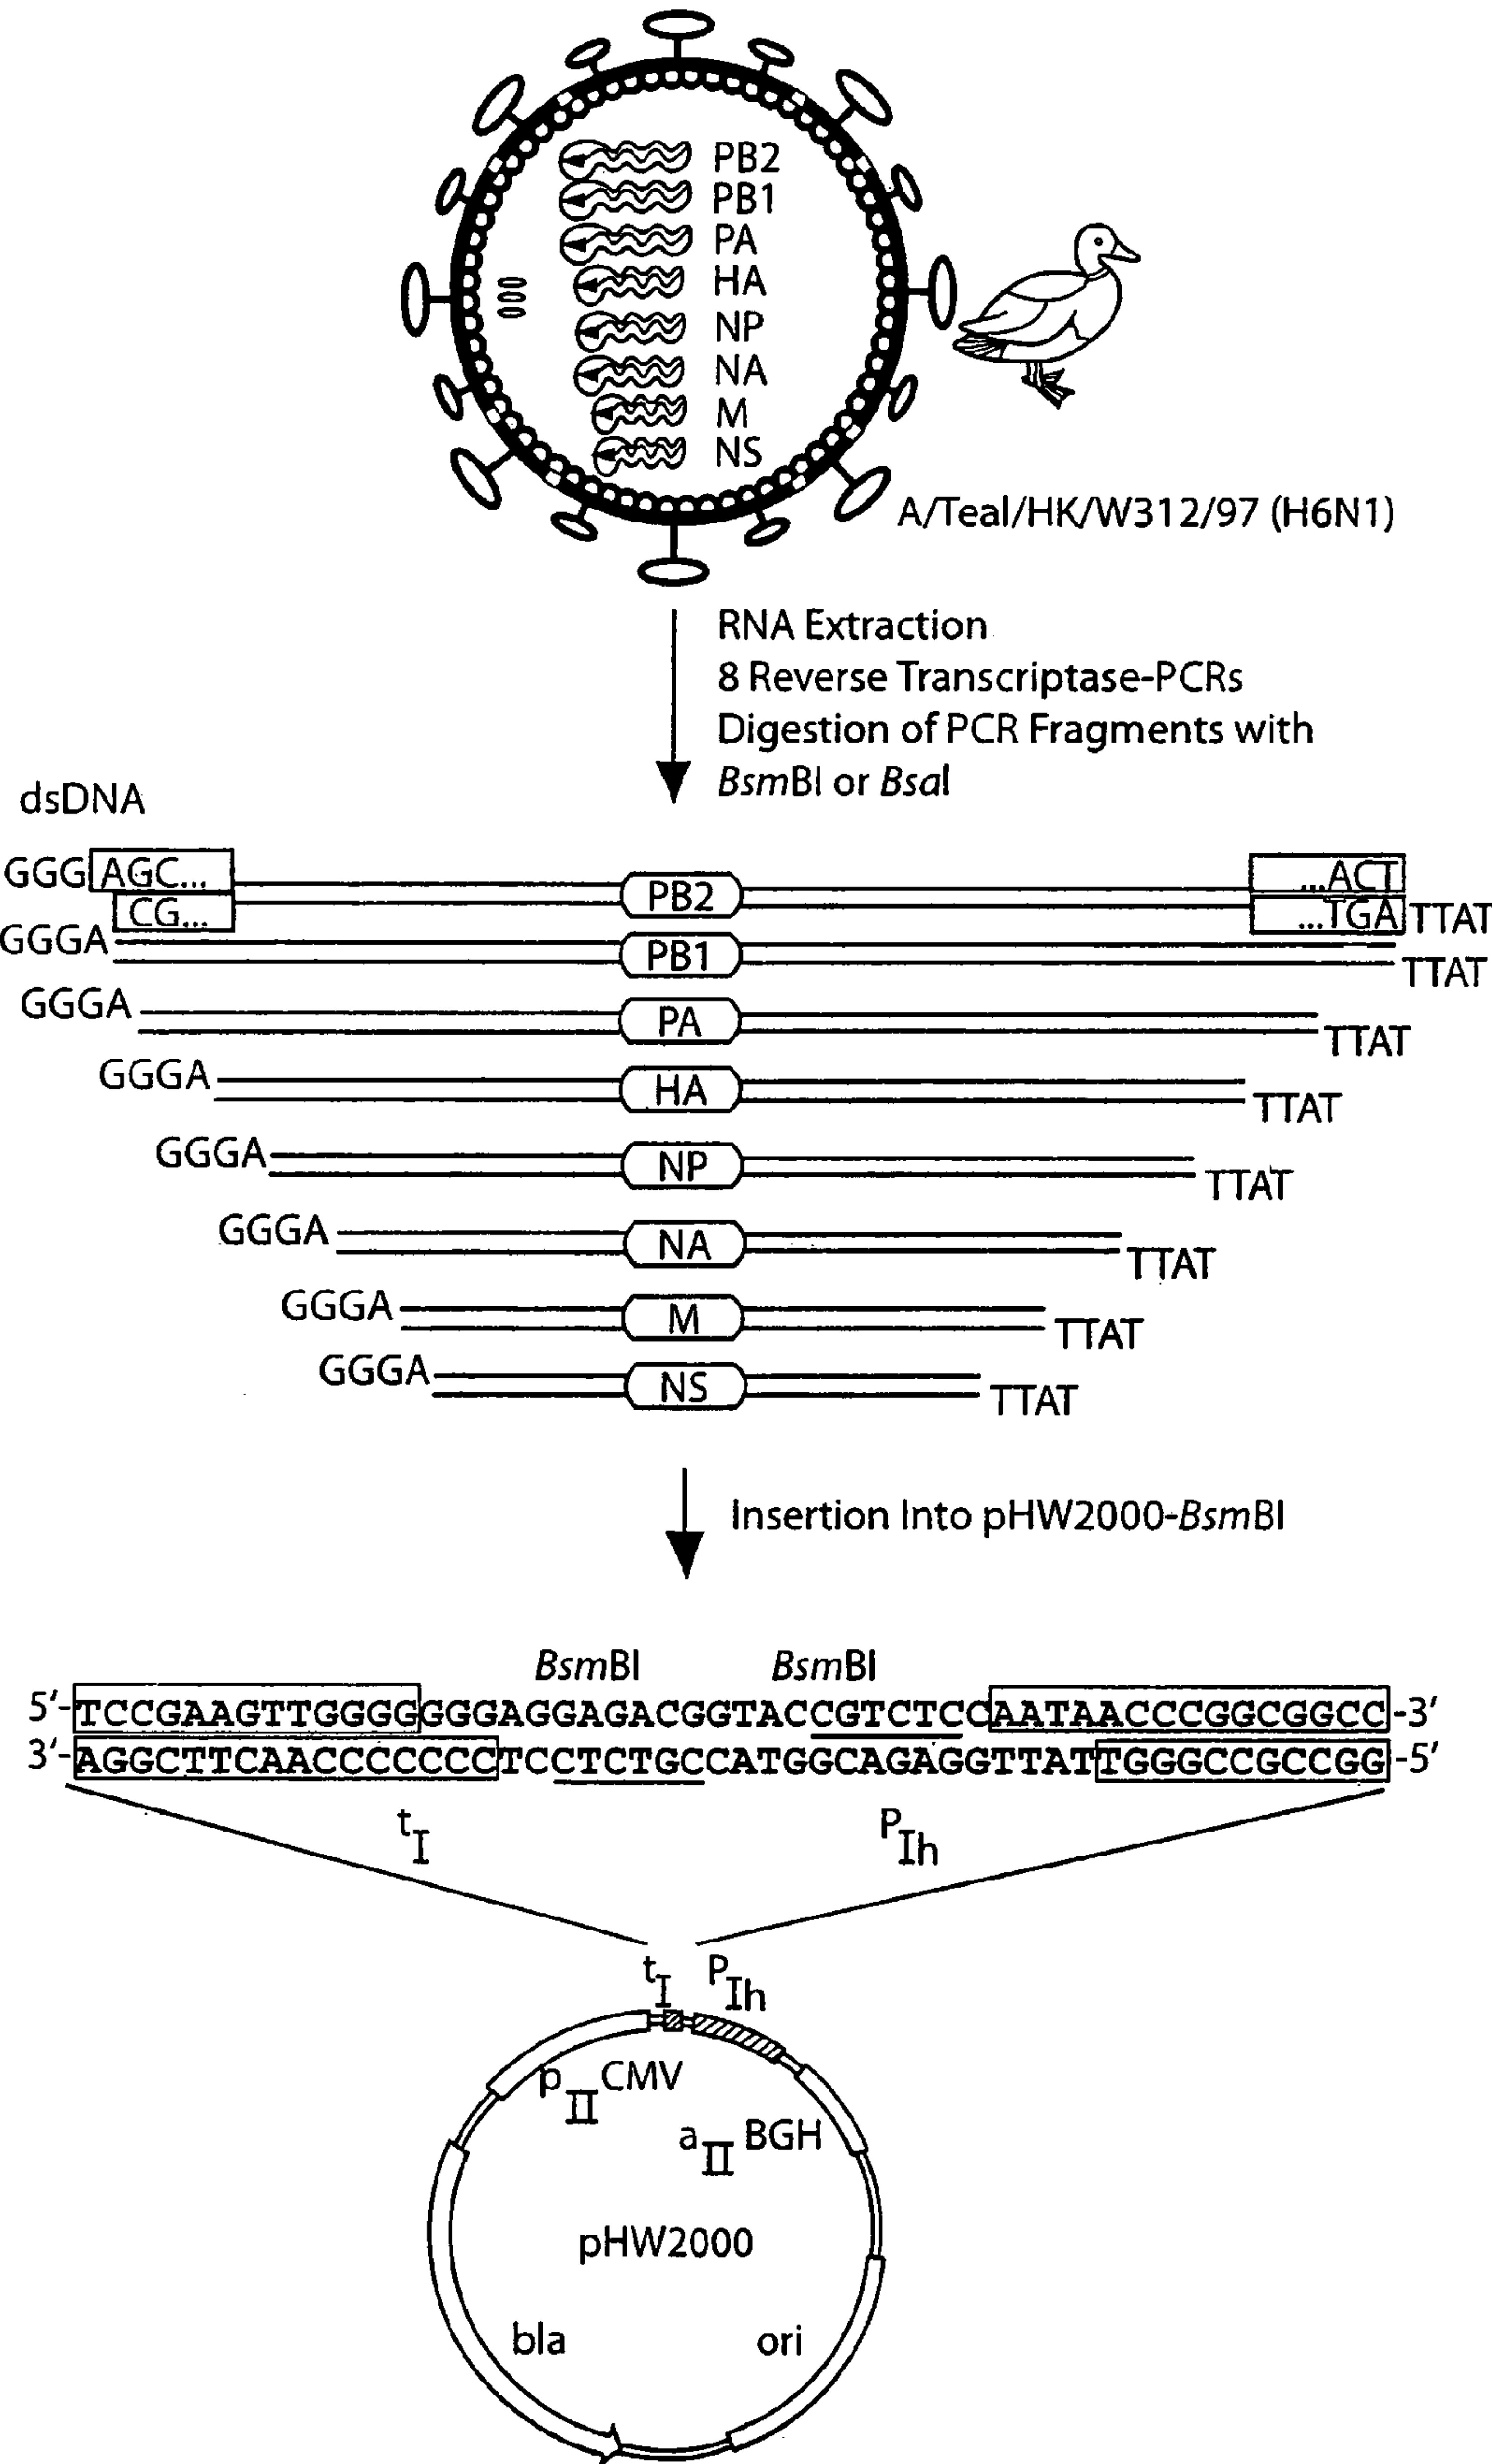 PB2
PB1
PA
HA
NP
NA
M
NS
A/Teal/HK/W312/97 (H6N1)
RNA Extraction
8 Reverse Transcriptase-PCRs
Digestion of PCR Fragments with
BsmBI or BsaI
dsDNA
GGG AGC... PB2 ...ACT
CG... ...TGA TTAT
GGGA PB1 TTAT
GGGA PA TTAT
GGGA HA TTAT
GGGA NP TTAT
GGGA NA TTAT
GGGA M TTAT
GGGA NS TTAT
Insertion Into pHW2000-BsmBI
BsmBI BsmBI
5′-TCCGAAGTTGGGGGGGAGGAGACGGTACCGTCTCCAATAACCCGGCGGCC-3′
3′-AGGCTTCAACCCCCCCTCCTCTGCCATGGCAGAGGTTATTGGGCCGCCGG-5′
tI PIh
tI PIh
pII CMV
aII BGH
pHW2000
bla ori